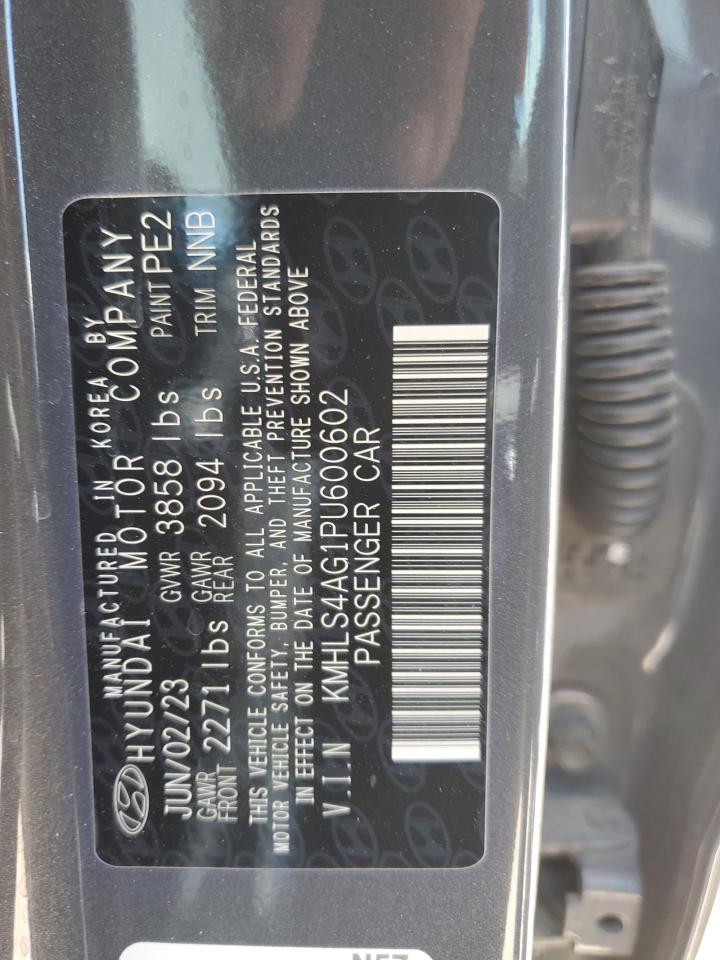 MANUFACTURED IN KOREA BY
HYUNDAI MOTOR COMPANY
JUN/02/23 GVWR 3858 lbs PAINT PE2
GAWR FRONT 2271 lbs GAWR REAR 2094 lbs TRIM NNB
THIS VEHICLE CONFORMS TO ALL APPLICABLE U.S.A. FEDERAL
MOTOR VEHICLE SAFETY, BUMPER, AND THEFT PREVENTION STANDARDS
IN EFFECT ON THE DATE OF MANUFACTURE SHOWN ABOVE
V.I.N KMHLS4AG1PU600602
PASSENGER CAR